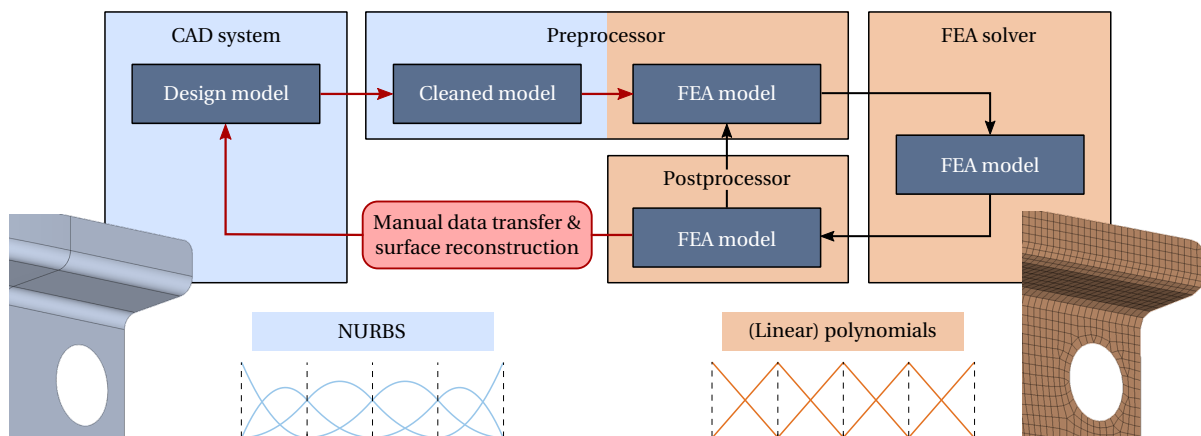 CAD system
Preprocessor
FEA solver
Design model
Cleaned model
FEA model
FEA model
Postprocessor
Manual data transfer &
surface reconstruction
FEA model
NURBS
(Linear) polynomials